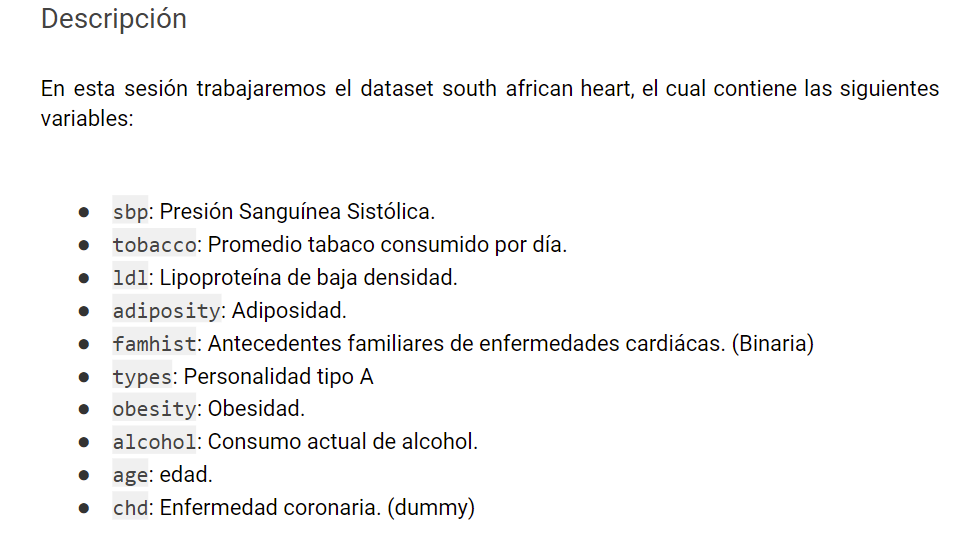 Descripción
En esta sesión trabajaremos el dataset south african heart, el cual contiene las siguientes
variables:
● sbp: Presión Sanguínea Sistólica.
● tobacco: Promedio tabaco consumido por día.
● ldl: Lipoproteína de baja densidad.
● adiposity: Adiposidad.
● famhist: Antecedentes familiares de enfermedades cardiácas. (Binaria)
● types: Personalidad tipo A
● obesity: Obesidad.
● alcohol: Consumo actual de alcohol.
● age: edad.
● chd: Enfermedad coronaria. (dummy)